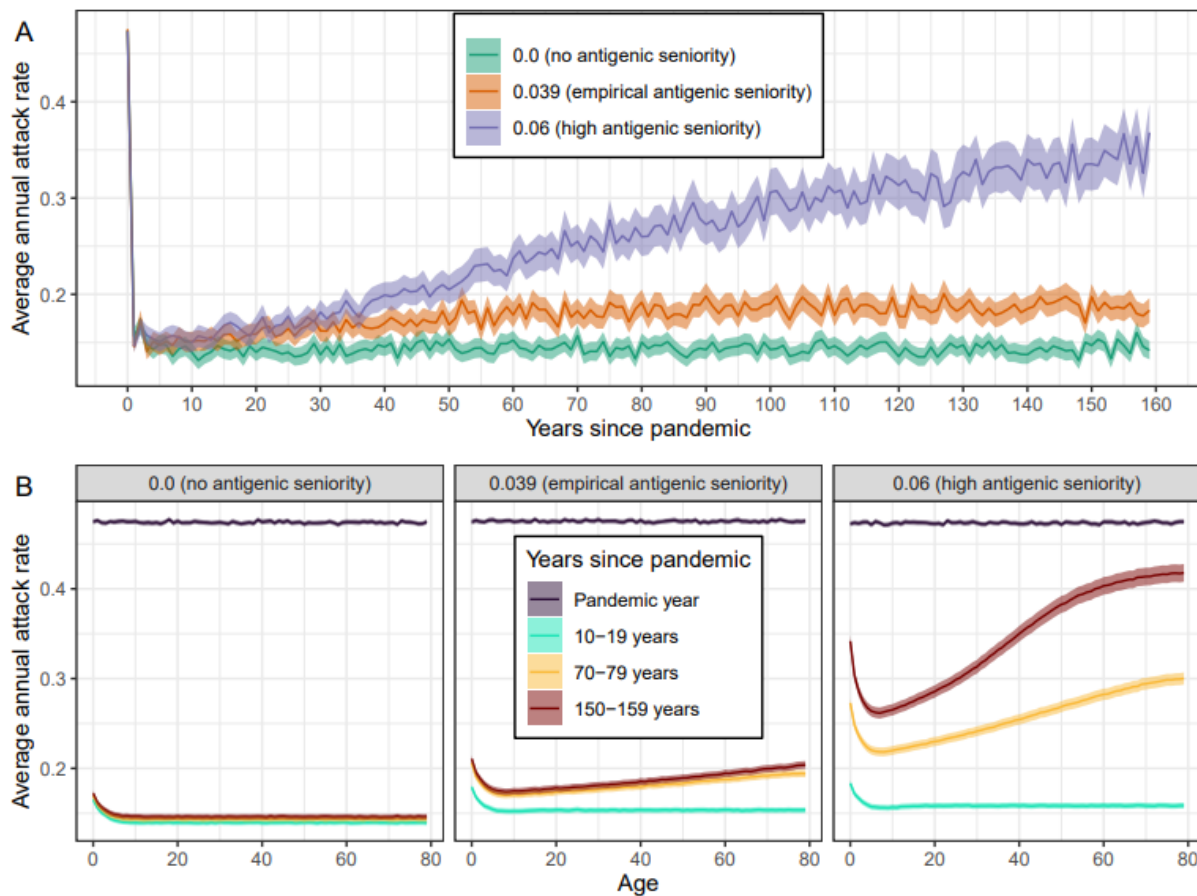 A
0.0 (no antigenic seniority)
0.039 (empirical antigenic seniority)
0.06 (high antigenic seniority)
Average annual attack rate
0.4
0.3
0.2
0 10 20 30 40 50 60 70 80 90 100 110 120 130 140 150 160
Years since pandemic
B
0.0 (no antigenic seniority) 0.039 (empirical antigenic seniority) 0.06 (high antigenic seniority)
Average annual attack rate
0.4
0.3
0.2
Years since pandemic
Pandemic year
10−19 years
70−79 years
150−159 years
0 20 40 60 80 0 20 40 60 80 0 20 40 60 80
Age